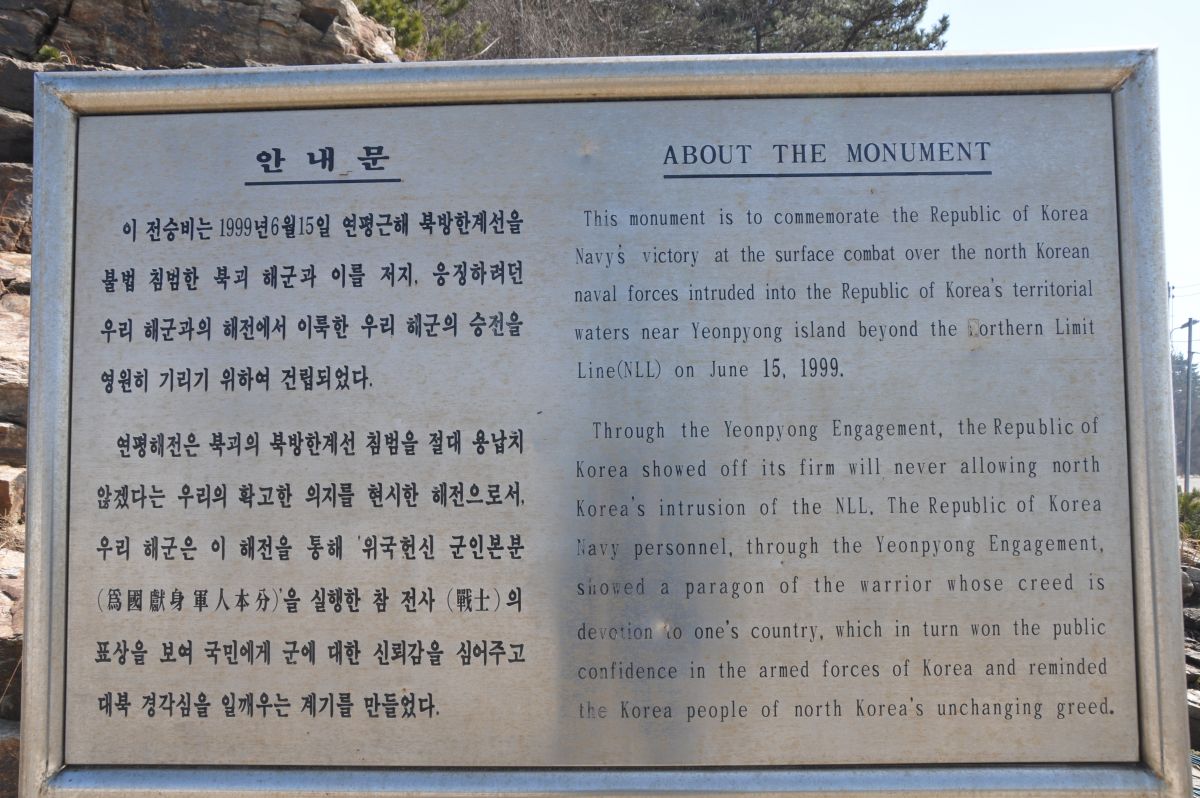 안내문
이 전승비는 1999년6월15일 연평근해 북방한계선을
불법 침범한 북괴 해군과 이를 저지, 응징하려던
우리 해군과의 해전에서 이룩한 우리 해군의 승전을
영원히 기리기 위하여 건립되었다.
연평해전은 북괴의 북방한계선 침범을 절대 용납치
않겠다는 우리의 확고한 의지를 현시한 해전으로서,
우리 해군은 이 해전을 통해 '위국헌신 군인본분
(爲國獻身軍人本分)'을 실행한 참 전사 (戰士)의
표상을 보여 국민에게 군에 대한 신뢰감을 심어주고
대북 경각심을 일깨우는 계기를 만들었다.
ABOUT THE MONUMENT
This monument is to commemorate the Republic of Korea
Navy's victory at the surface combat over the north Korean
naval forces intruded into the Republic of Korea's territorial
waters near Yeonpyong island beyond the Northern Limit
Line(NLL) on June 15, 1999.
Through the Yeonpyong Engagement, the Republic of
Korea showed off its firm will never allowing north
Korea's intrusion of the NLL. The Republic of Korea
Navy personnel, through the Yeonpyong Engagement,
showed a paragon of the warrior whose creed is
devotion to one's country, which in turn won the public
confidence in the armed forces of Korea and reminded
the Korea people of north Korea's unchanging greed.